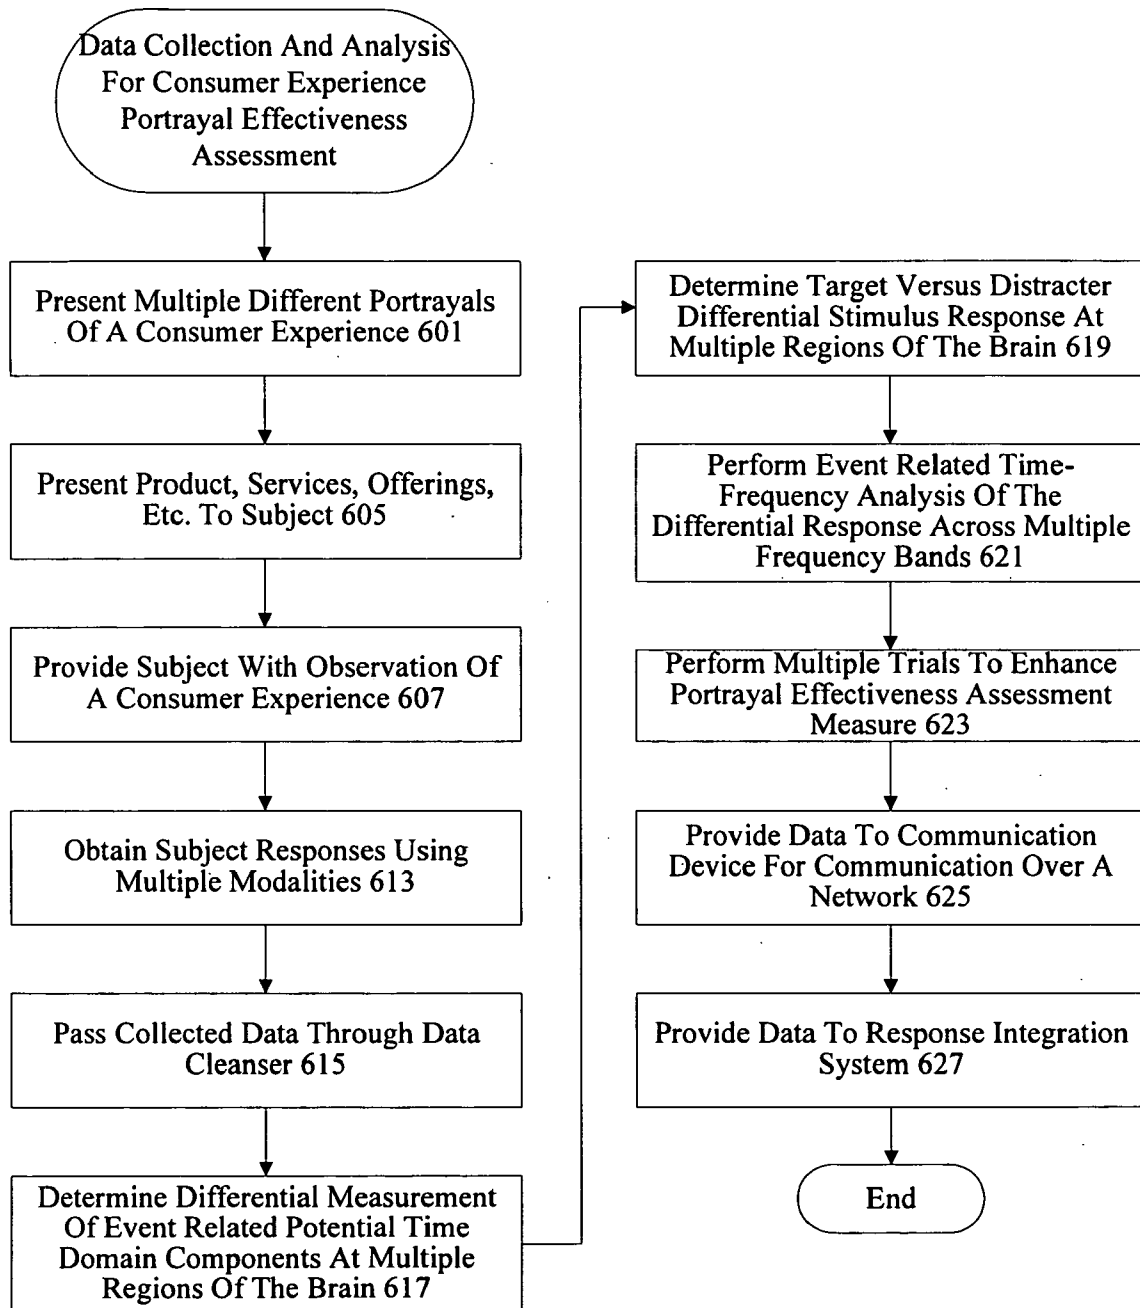 Data Collection And Analysis
For Consumer Experience
Portrayal Effectiveness
Assessment
Present Multiple Different Portrayals
Of A Consumer Experience 601
Present Product, Services, Offerings,
Etc. To Subject 605
Provide Subject With Observation Of
A Consumer Experience 607
Obtain Subject Responses Using
Multiple Modalities 613
Pass Collected Data Through Data
Cleanser 615
Determine Differential Measurement
Of Event Related Potential Time
Domain Components At Multiple
Regions Of The Brain 617
Determine Target Versus Distracter
Differential Stimulus Response At
Multiple Regions Of The Brain 619
Perform Event Related Time-
Frequency Analysis Of The
Differential Response Across Multiple
Frequency Bands 621
Perform Multiple Trials To Enhance
Portrayal Effectiveness Assessment
Measure 623
Provide Data To Communication
Device For Communication Over A
Network 625
Provide Data To Response Integration
System 627
End